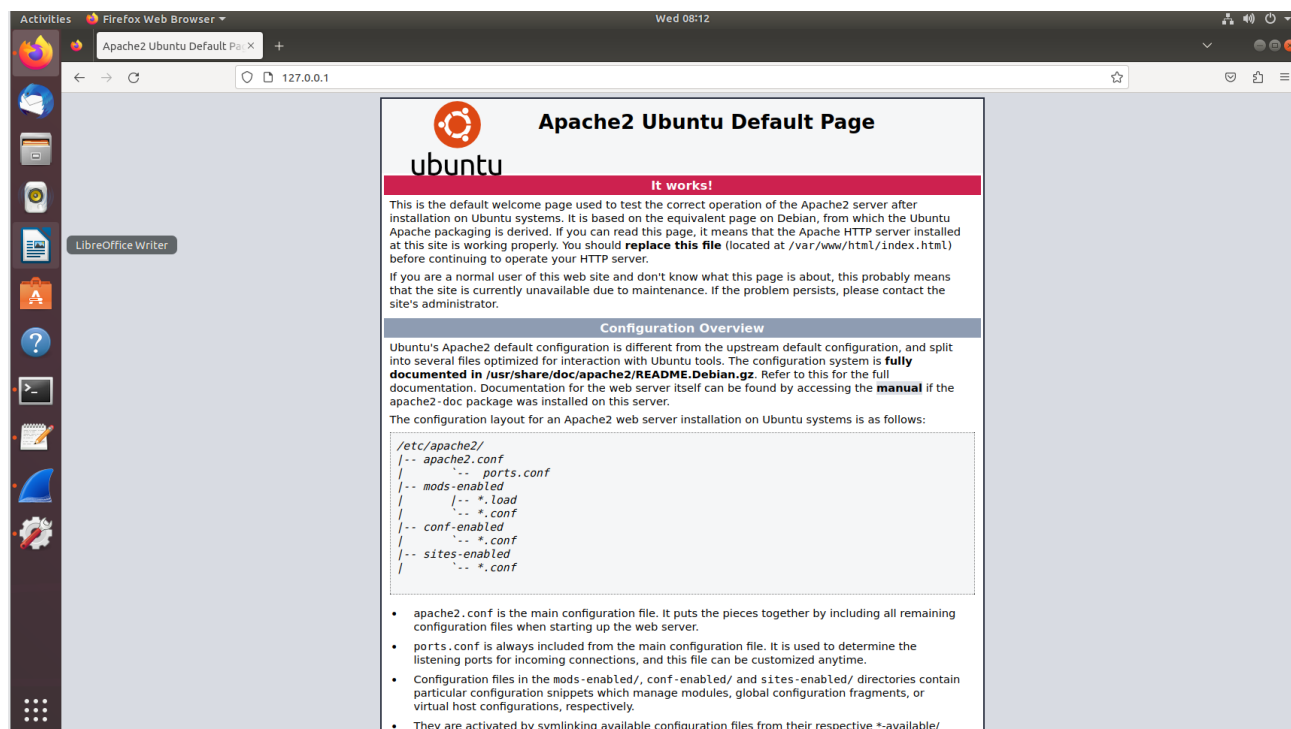 Activities Firefox Web Browser Wed 08:12
Apache2 Ubuntu Default Pa
127.0.0.1
ubuntu
Apache2 Ubuntu Default Page
It works!
This is the default welcome page used to test the correct operation of the Apache2 server after
installation on Ubuntu systems. It is based on the equivalent page on Debian, from which the Ubuntu
Apache packaging is derived. If you can read this page, it means that the Apache HTTP server installed
at this site is working properly. You should replace this file (located at /var/www/html/index.html)
before continuing to operate your HTTP server.
If you are a normal user of this web site and don't know what this page is about, this probably means
that the site is currently unavailable due to maintenance. If the problem persists, please contact the
site's administrator.
LibreOffice Writer
Configuration Overview
Ubuntu's Apache2 default configuration is different from the upstream default configuration, and split
into several files optimized for interaction with Ubuntu tools. The configuration system is fully
documented in /usr/share/doc/apache2/README.Debian.gz. Refer to this for the full
documentation. Documentation for the web server itself can be found by accessing the manual if the
apache2-doc package was installed on this server.
The configuration layout for an Apache2 web server installation on Ubuntu systems is as follows:
/etc/apache2/
|-- apache2.conf
|       `--  ports.conf
|-- mods-enabled
|       |-- *.load
|       `-- *.conf
|-- conf-enabled
|       `-- *.conf
|-- sites-enabled
|       `-- *.conf
• apache2.conf is the main configuration file. It puts the pieces together by including all remaining
configuration files when starting up the web server.
• ports.conf is always included from the main configuration file. It is used to determine the
listening ports for incoming connections, and this file can be customized anytime.
• Configuration files in the mods-enabled/, conf-enabled/ and sites-enabled/ directories contain
particular configuration snippets which manage modules, global configuration fragments, or
virtual host configurations, respectively.
• They are activated by symlinking available configuration files from their respective *-available/